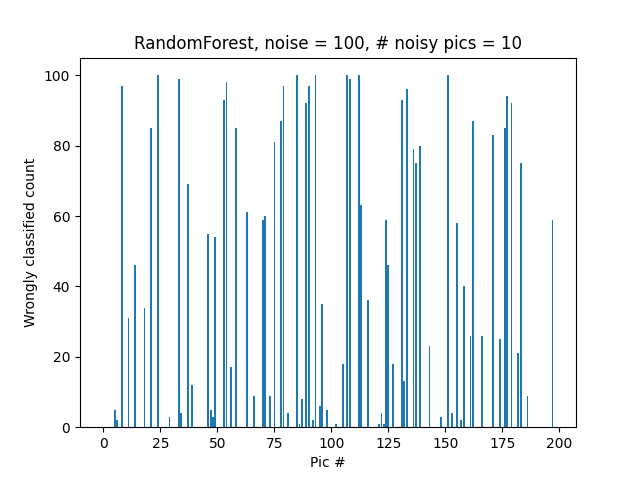 RandomForest, noise = 100, # noisy pics = 10
Wrongly classified count
100
80
60
40
20
0
0 25 50 75 100 125 150 175 200
Pic #